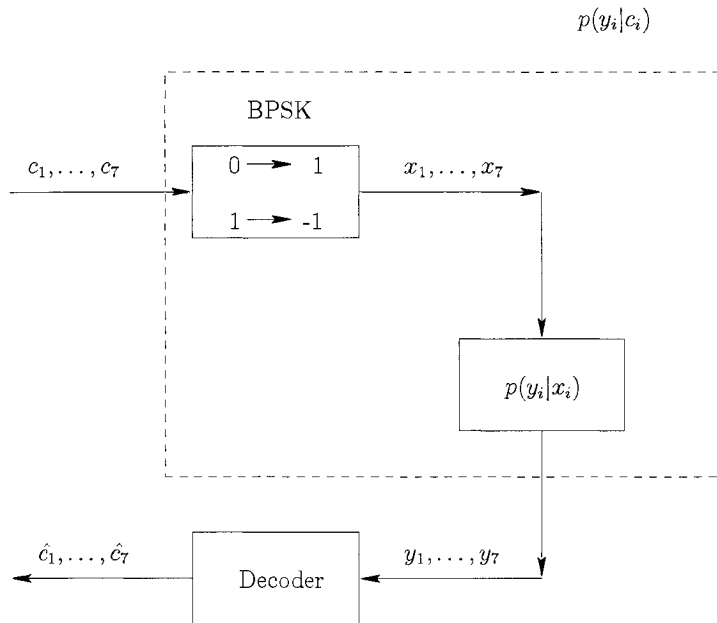 p(y_i|c_i)
BPSK
c_1, . . . , c_7
0 → 1
1 → -1
x_1, . . . , x_7
p(y_i|x_i)
ĉ_1, . . . , ĉ_7
Decoder
y_1, . . . , y_7